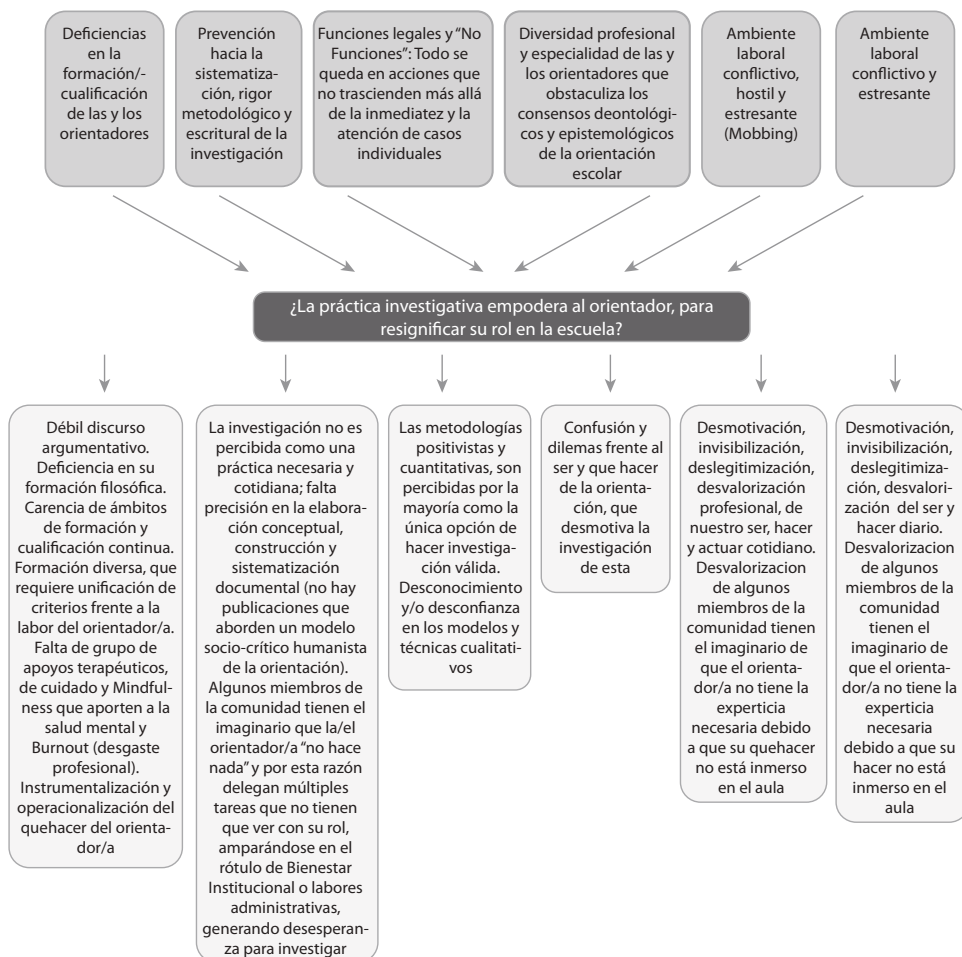 Deficiencias
en la
formación/-
cualificación
de las y los
orientadores
Prevención
hacia la
sistematiza-
ción, rigor
metodológico y
escritural de la
investigación
Funciones legales y “No
Funciones”: Todo se
queda en acciones que
no trascienden más allá
de la inmediatez y la
atención de casos
individuales
Diversidad profesional
y especialidad de las y
los orientadores que
obstaculiza los
consensos deontológi-
cos y epistemológicos
de la orientación
escolar
Ambiente
laboral
conflictivo,
hostil y
estresante
(Mobbing)
Ambiente
laboral
conflictivo y
estresante
¿La práctica investigativa empodera al orientador, para
resignificar su rol en la escuela?
Débil discurso
argumentativo.
Deficiencia en su
formación filosófica.
Carencia de ámbitos
de formación y
cualificación continua.
Formación diversa, que
requiere unificación de
criterios frente a la
labor del orientador/a.
Falta de grupo de
apoyos terapéuticos,
de cuidado y Mindful-
ness que aporten a la
salud mental y
Burnout (desgaste
profesional).
Instrumentalización y
operacionalización del
quehacer del orienta-
dor/a
La investigación no es
percibida como una
práctica necesaria y
cotidiana; falta
precisión en la elabora-
ción conceptual,
construcción y
sistematización
documental (no hay
publicaciones que
aborden un modelo
socio-crítico humanista
de la orientación).
Algunos miembros de
la comunidad tienen el
imaginario que la/el
orientador/a “no hace
nada” y por esta razón
delegan múltiples
tareas que no tienen
que ver con su rol,
amparándose en el
rótulo de Bienestar
Institucional o labores
administrativas,
generando desesperan-
za para investigar
Las metodologías
positivistas y
cuantitativas, son
percibidas por la
mayoría como la
única opción de
hacer investiga-
ción válida.
Desconocimiento
y/o desconfianza
en los modelos y
técnicas cualitati-
vos
Confusión y
dilemas frente al
ser y que hacer
de la orienta-
ción, que
desmotiva la
investigación
de esta
Desmotivación,
invisibilización,
deslegitimización,
desvalorización
profesional, de
nuestro ser, hacer
y actuar cotidiano.
Desvalorizacion
de algunos
miembros de la
comunidad tienen
el imaginario de
que el orienta-
dor/a no tiene la
experticia
necesaria debido
a que su quehacer
no está inmerso
en el aula
Desmotivación,
invisibilización,
deslegitimiza-
ción, desvalori-
zación del ser y
hacer diario.
Desvalorizacion
de algunos
miembros de la
comunidad
tienen el
imaginario de
que el orienta-
dor/a no tiene la
experticia
necesaria
debido a que su
hacer no está
inmerso en el
aula